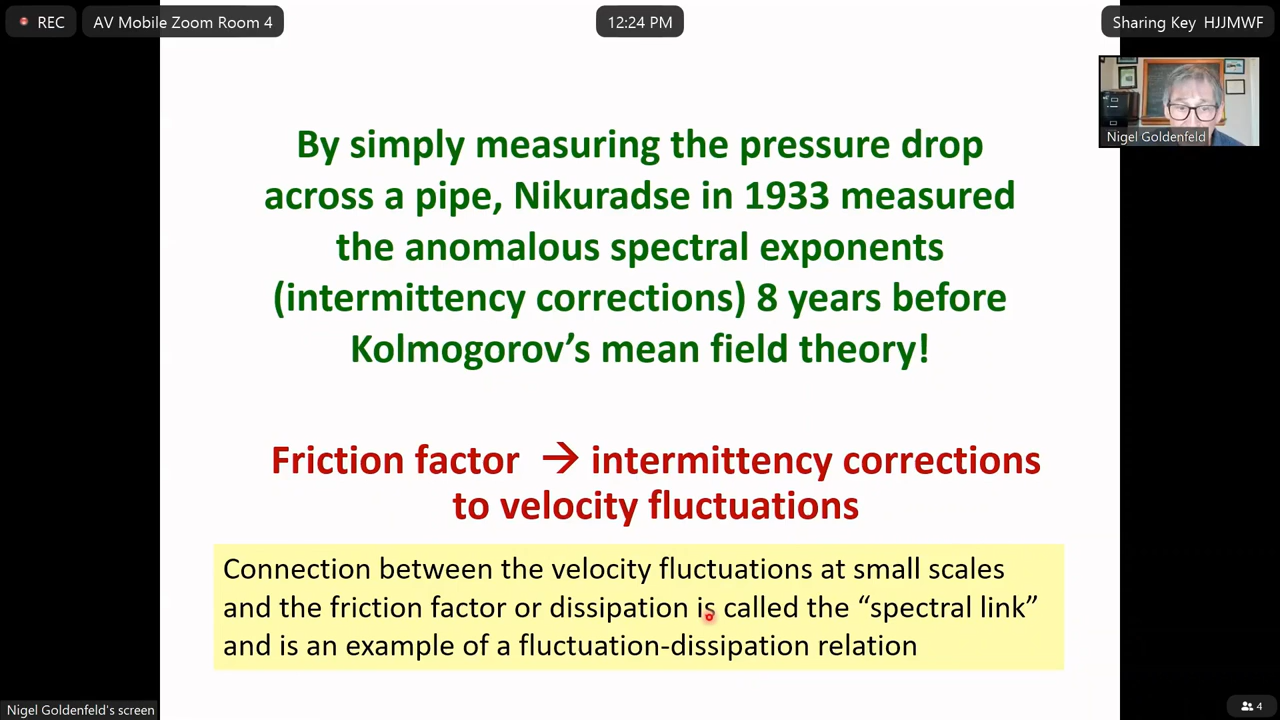 REC
AV Mobile Zoom Room 4
12:24 PM
Sharing Key HJJMWF
Nigel Goldenfeld
By simply measuring the pressure drop
across a pipe, Nikuradse in 1933 measured
the anomalous spectral exponents
(intermittency corrections) 8 years before
Kolmogorov’s mean field theory!
Friction factor → intermittency corrections
to velocity fluctuations
Connection between the velocity fluctuations at small scales
and the friction factor or dissipation is called the “spectral link”
and is an example of a fluctuation-dissipation relation
Nigel Goldenfeld's screen
4